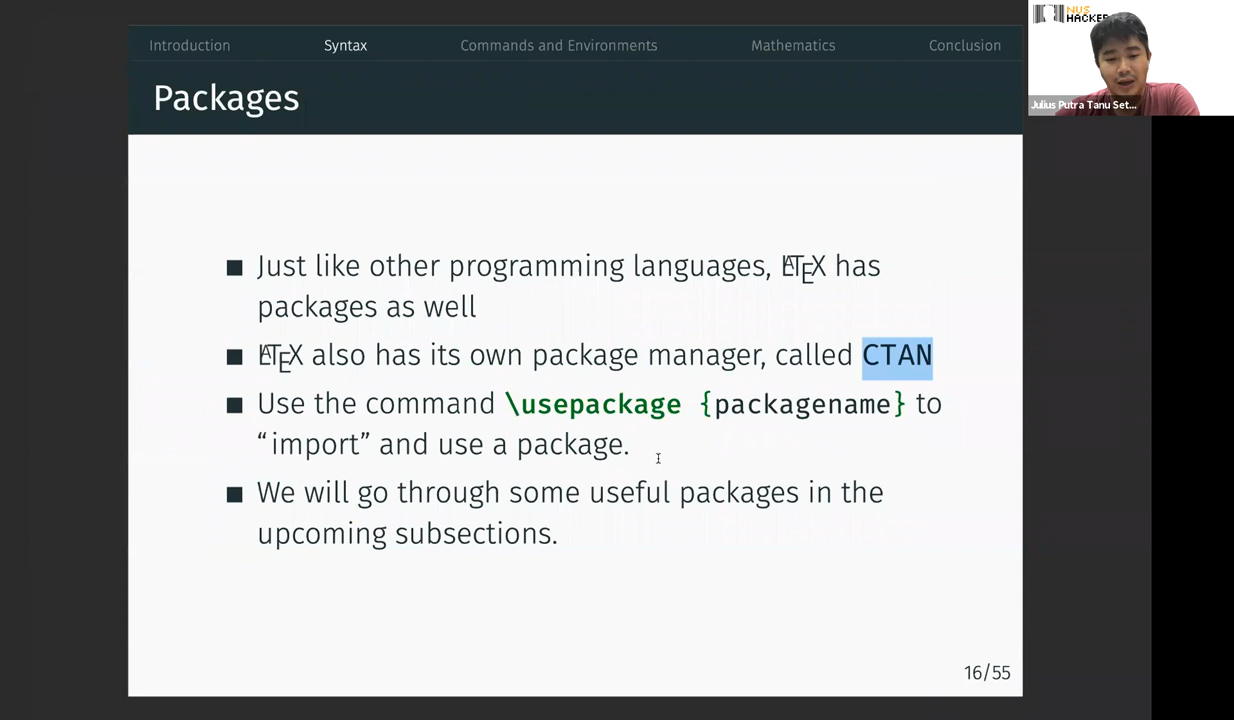 Introduction Syntax Commands and Environments Mathematics Conclusion
Packages
■ Just like other programming languages, LATEX has
packages as well
■ LATEX also has its own package manager, called CTAN
■ Use the command \usepackage {packagename} to
“import” and use a package.
■ We will go through some useful packages in the
upcoming subsections.
16/55
NUS
HACKER
Julius Putra Tanu Set...